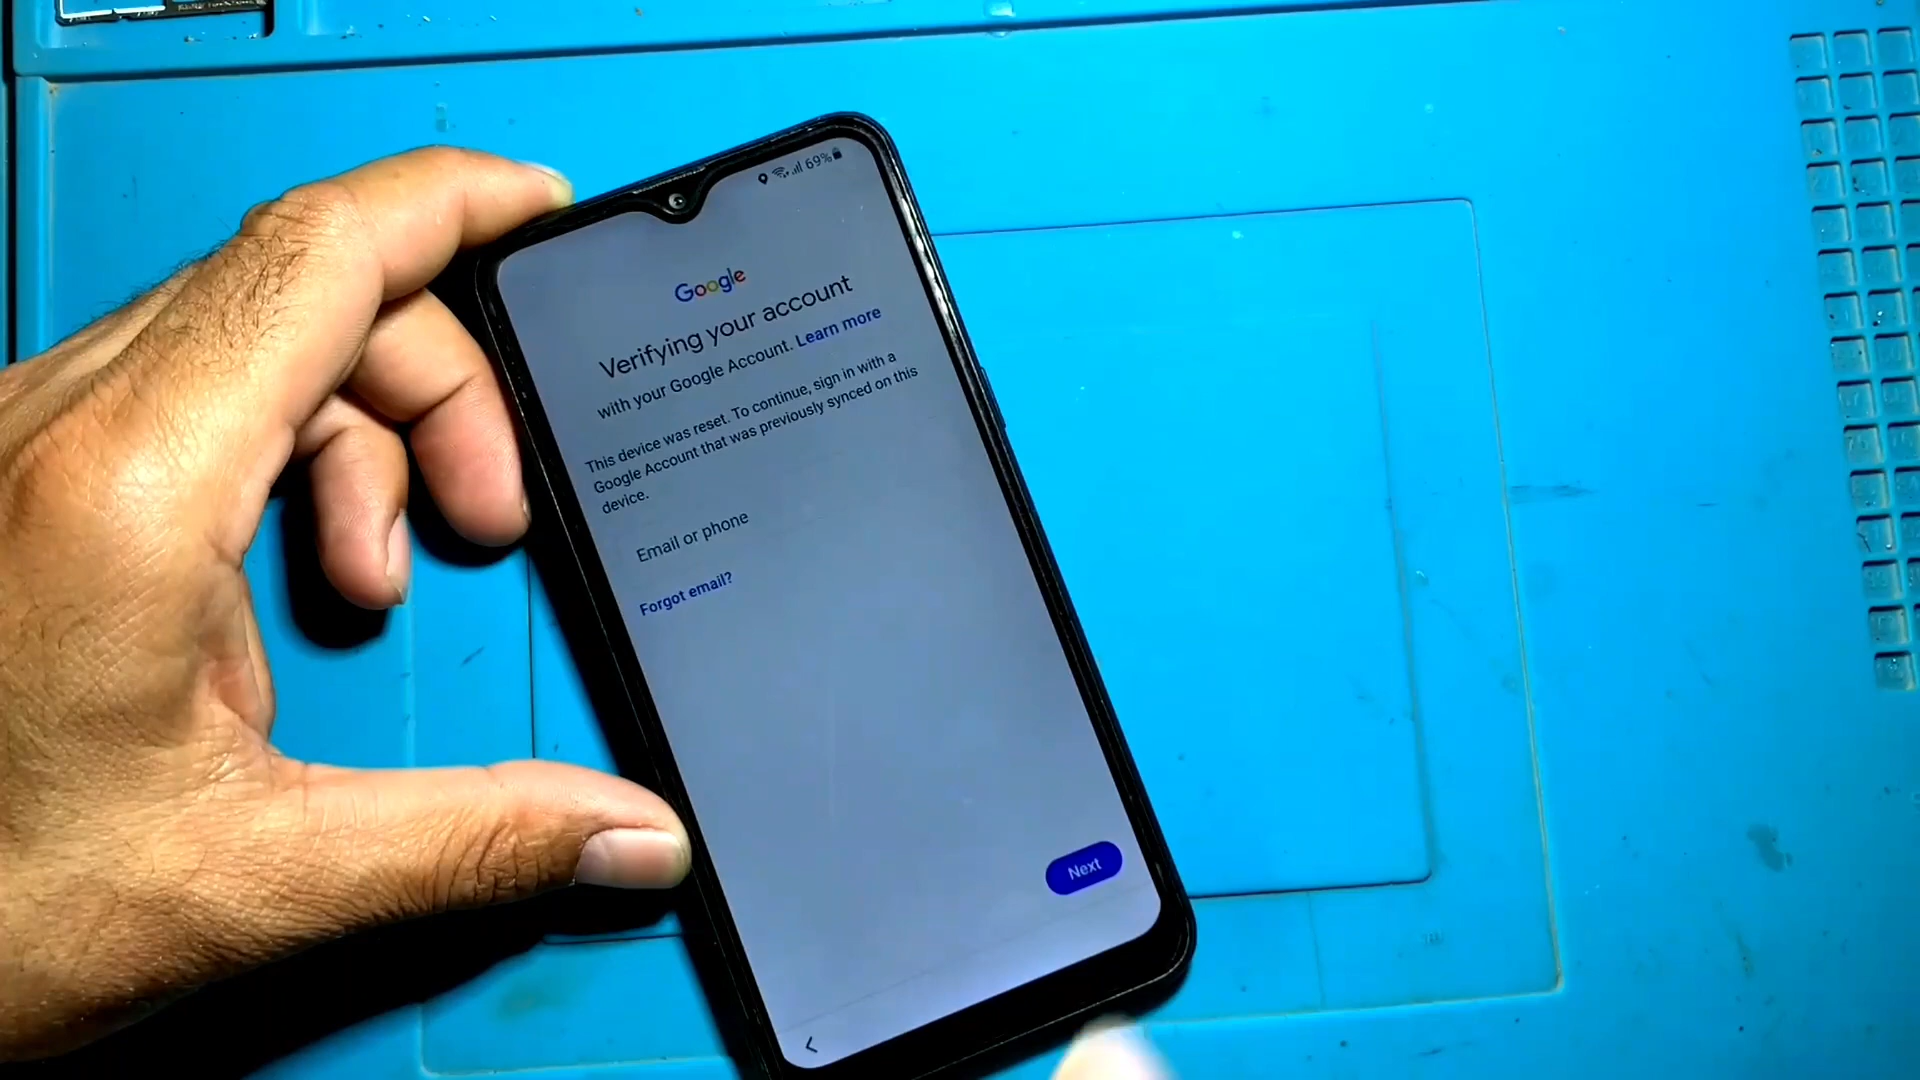 69%
Google
Verifying your account
with your Google Account. Learn more
This device was reset. To continue, sign in with a
Google Account that was previously synced on this
device.
Email or phone
Forgot email?
Next